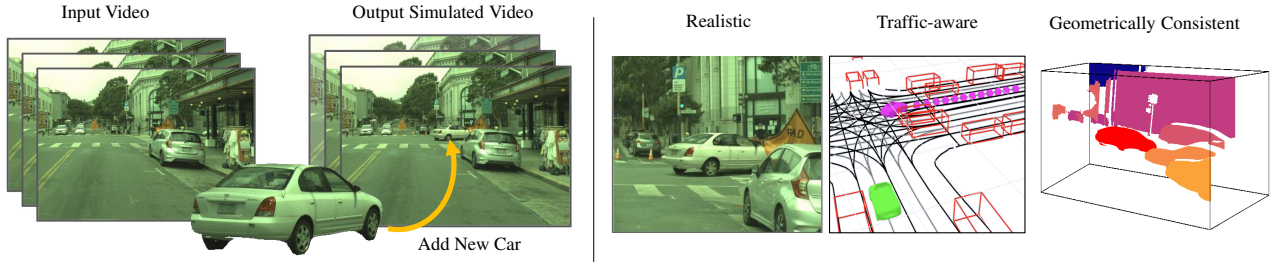 Input Video
Output Simulated Video
Add New Car
Realistic
Traffic-aware
Geometrically Consistent
P